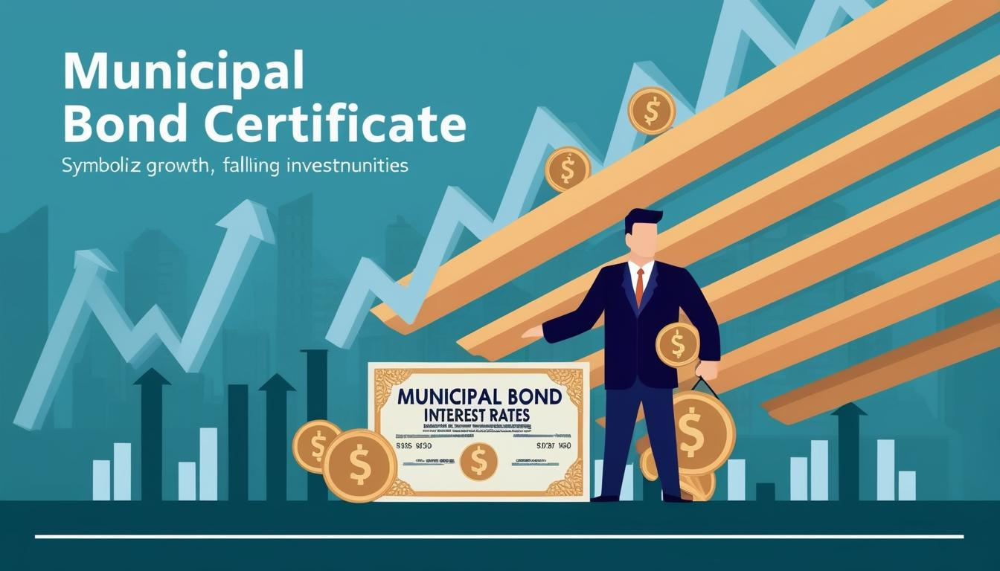 Municipal
Bond Certificate
Symboliz growth, falling investnunities
$
$
MUNICIPAL BOND
INTEREST RATES
$
$
$
$
$